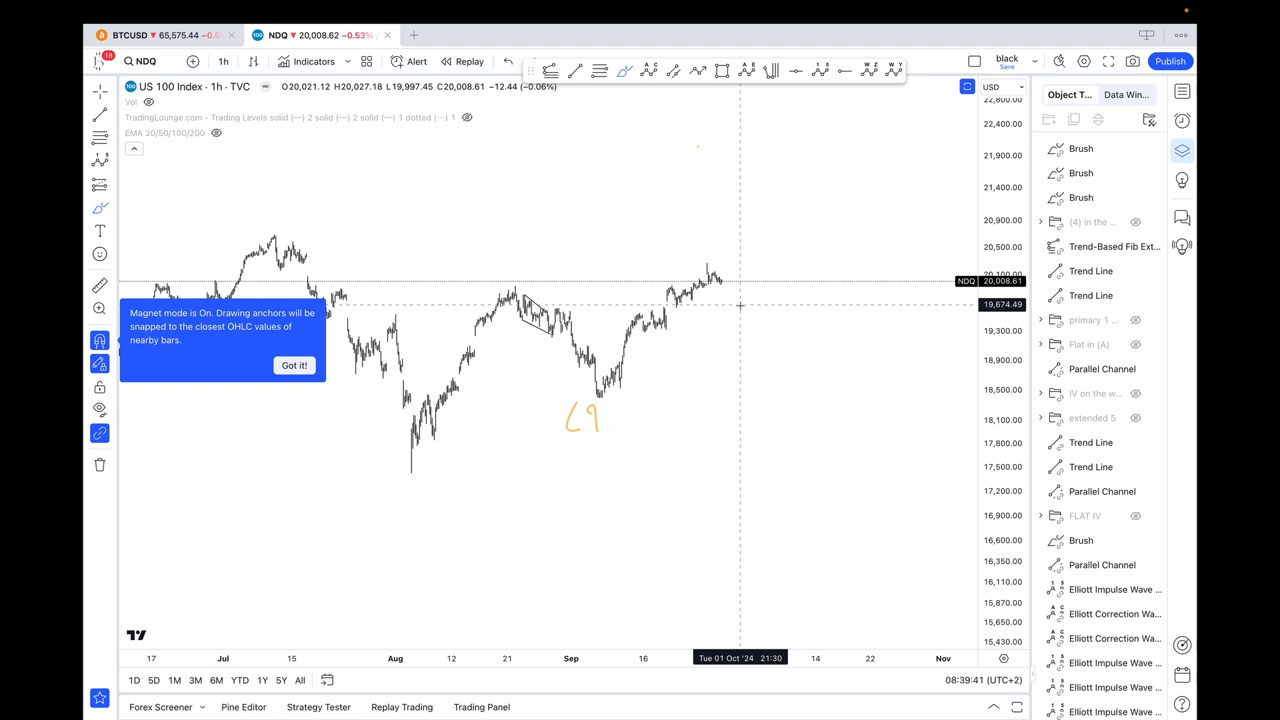 BTCUSD 65,575.44
NDQ 20,008.62 −0.53%
18
NDQ
1h
Indicators
Alert
Replay
black
Save
Publish
US 100 Index · 1h · TVC
O20,021.12 H20,027.18 L19,997.45 C20,008.61 −12.44 (−0.06%)
Vol
TradingLounge.com - Trading Levels solid (—) 2 solid (—) 2 solid (—) 1 dotted (···) 1
EMA 20/50/100/200
Magnet mode is On. Drawing anchors will be
snapped to the closest OHLC values of
nearby bars.
Got it!
USD
22,800.00
22,400.00
21,900.00
21,400.00
20,900.00
20,500.00
20,100.00
NDQ 20,008.61
19,674.49
19,300.00
18,900.00
18,500.00
18,100.00
17,800.00
17,500.00
17,200.00
16,900.00
16,600.00
16,350.00
16,110.00
15,870.00
15,650.00
15,430.00
17
Jul
15
Aug
12
21
Sep
16
Tue 01 Oct '24 21:30
14
22
Nov
1D
5D
1M
3M
6M
YTD
1Y
5Y
All
08:39:41 (UTC+2)
Forex Screener
Pine Editor
Strategy Tester
Replay Trading
Trading Panel
Object T...
Data Win...
Brush
Brush
Brush
(4) in the ...
Trend-Based Fib Ext...
Trend Line
Trend Line
primary 1 ...
Flat in (A)
Parallel Channel
IV on the w...
extended 5
Trend Line
Trend Line
Parallel Channel
FLAT IV
Brush
Parallel Channel
Elliott Impulse Wave ...
Elliott Correction Wa...
Elliott Correction Wa...
Elliott Impulse Wave ...
Elliott Impulse Wave ...
Elliott Impulse Wave ...